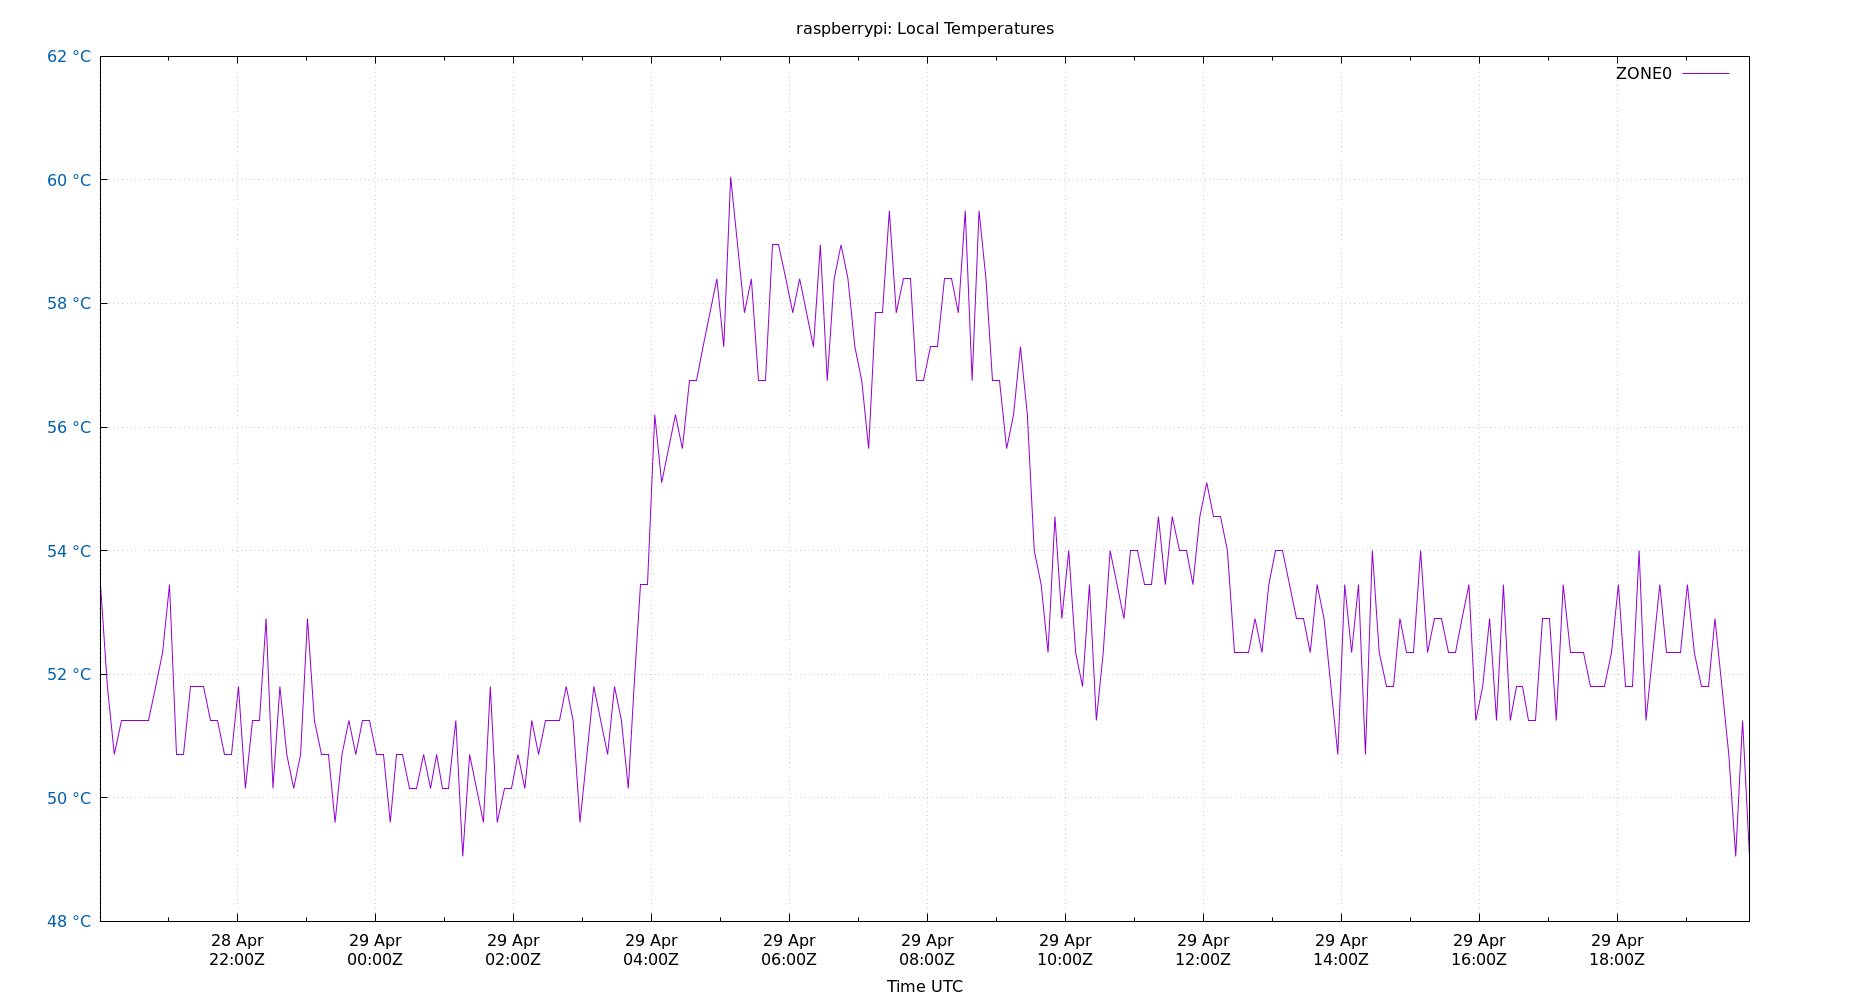 raspberrypi: Local Temperatures
62 °C
ZONE0
60 °C
58 °C
56 °C
54 °C
52 °C
50 °C
48 °C
28 Apr 29 Apr 29 Apr 29 Apr 29 Apr 29 Apr 29 Apr 29 Apr 29 Apr 29 Apr 29 Apr
22:00Z 00:00Z 02:00Z 04:00Z 06:00Z 08:00Z 10:00Z 12:00Z 14:00Z 16:00Z 18:00Z
Time UTC